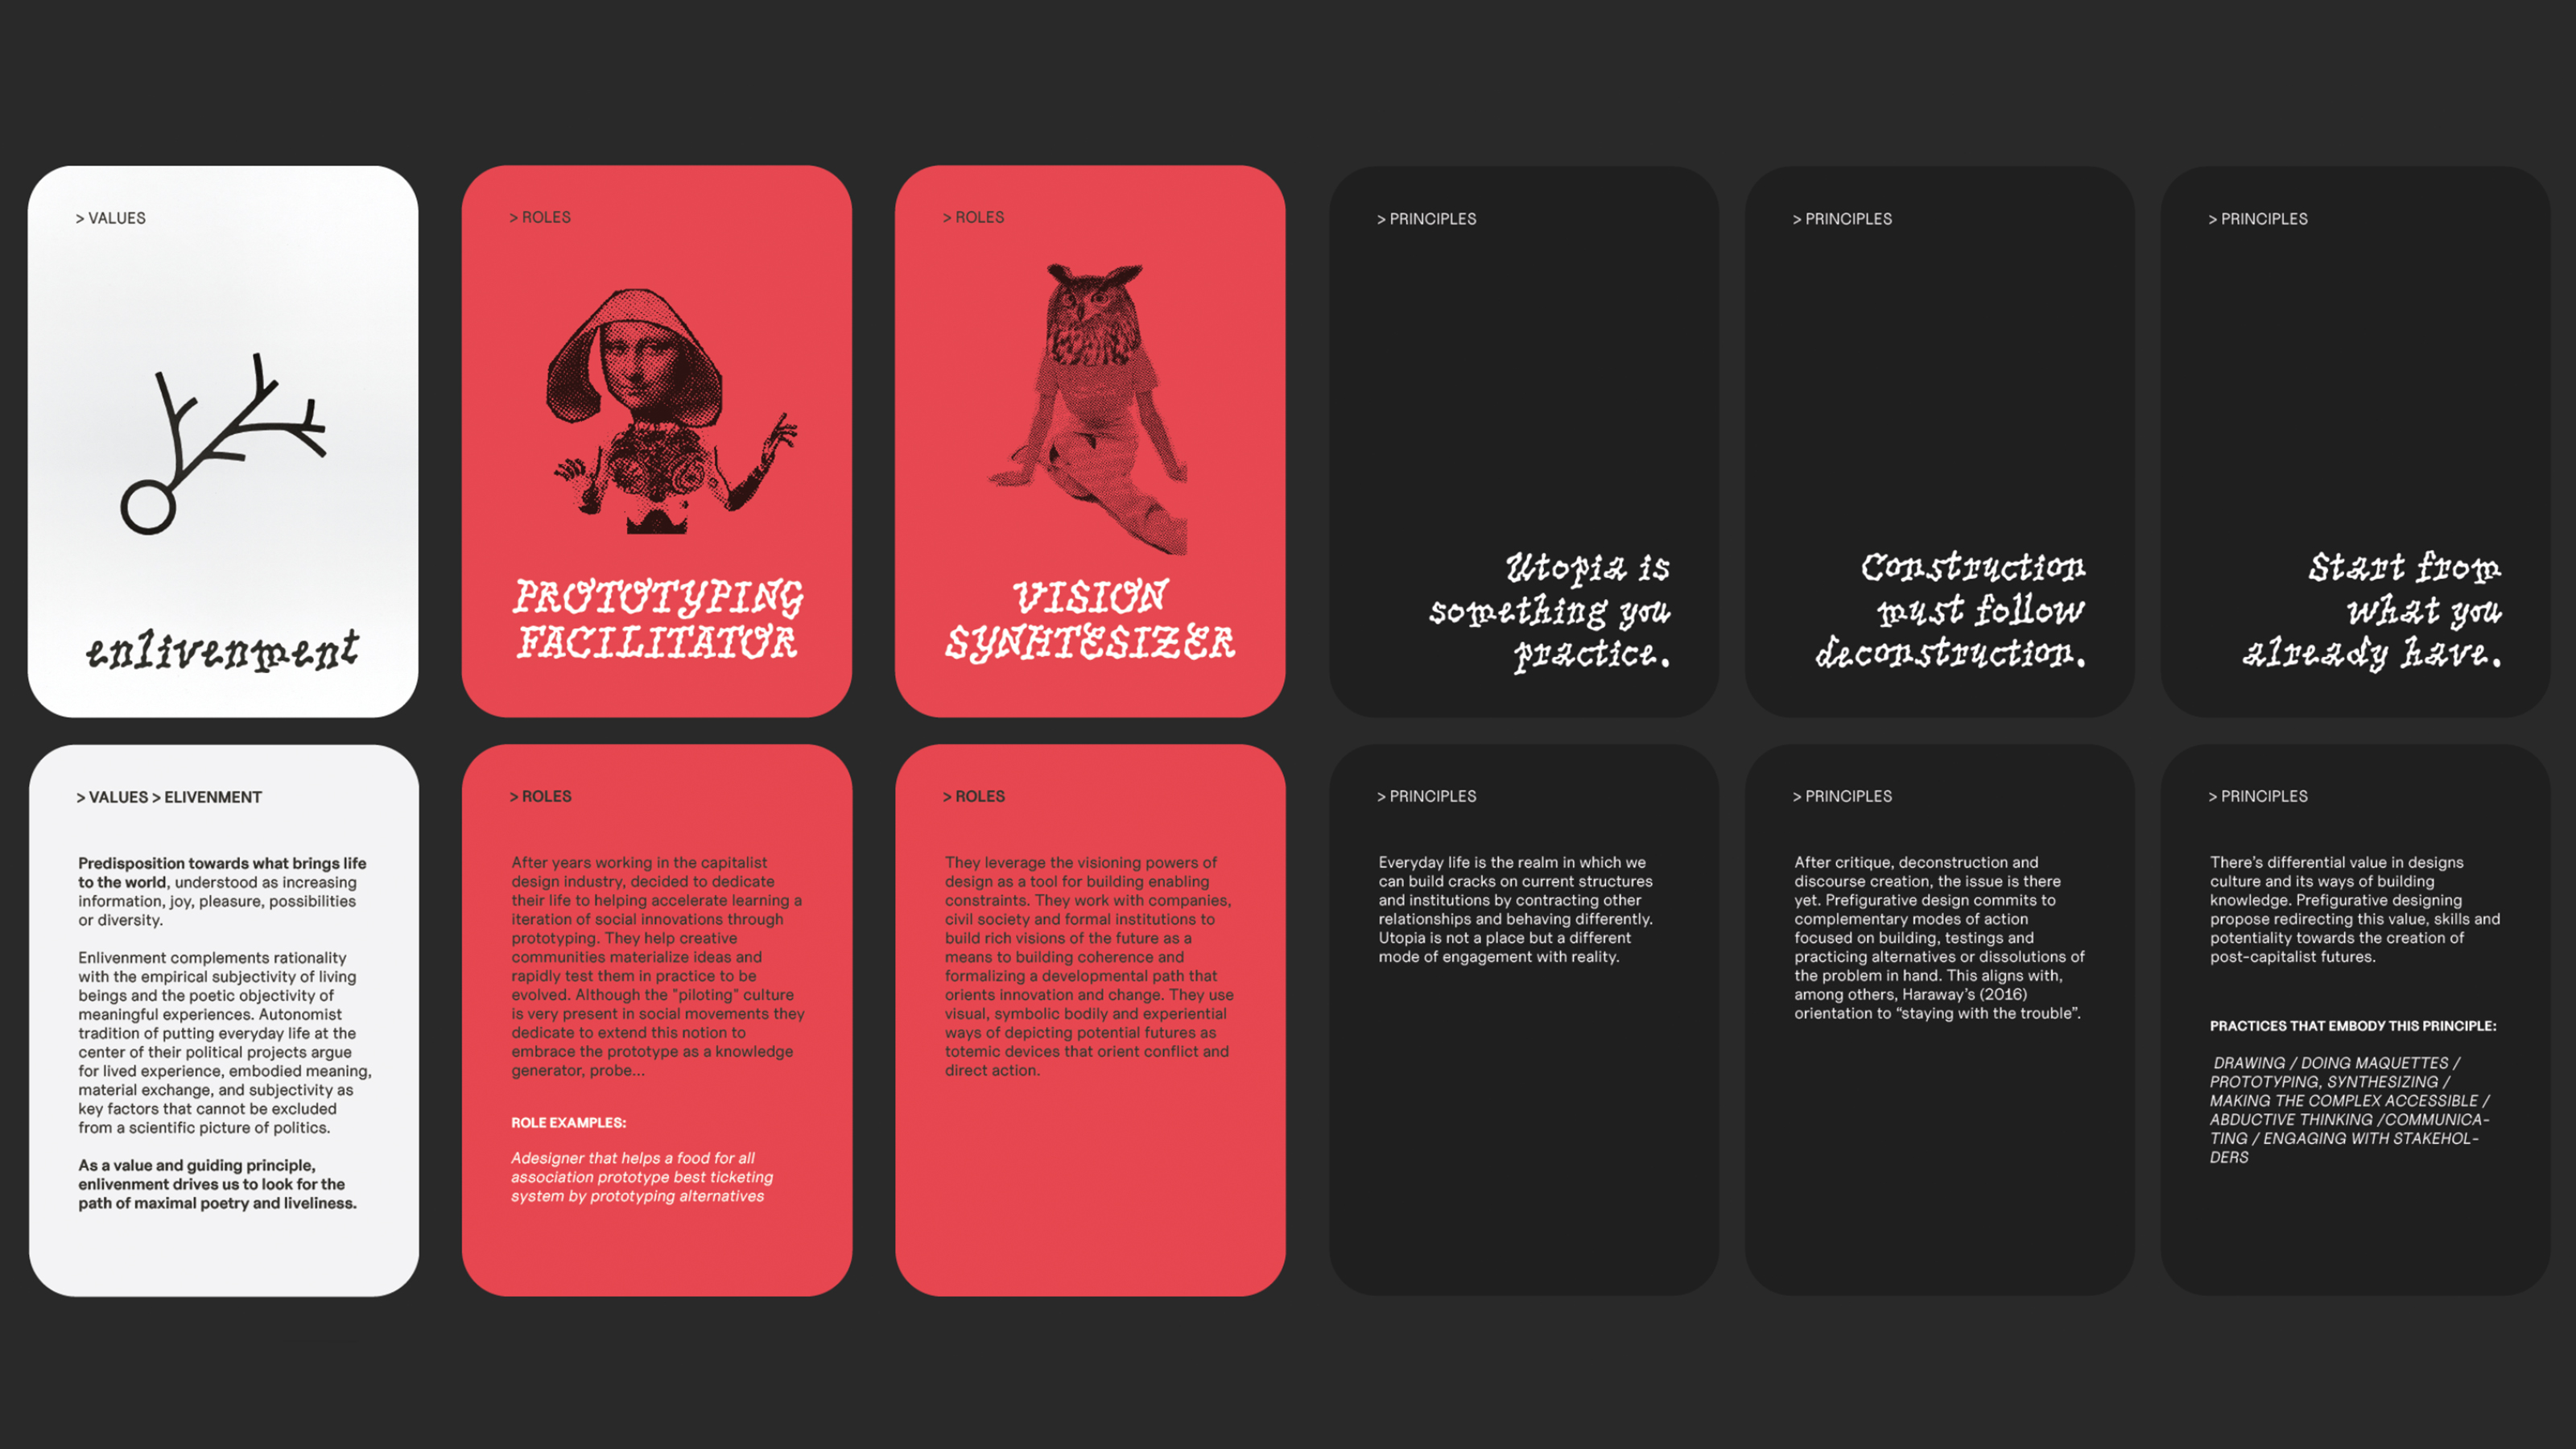 > VALUES
enlivenment
> ROLES
PROTOTYPING
FACILITATOR
> ROLES
VISION
SYNHTESIZER
> PRINCIPLES
Utopia is
something you
practice.
> PRINCIPLES
Construction
must follow
deconstruction.
> PRINCIPLES
Start from
what you
already have.
> VALUES > ELIVENMENT
Predisposition towards what brings life
to the world, understood as increasing
information, joy, pleasure, possibilities
or diversity.
Enlivenment complements rationality
with the empirical subjectivity of living
beings and the poetic objectivity of
meaningful experiences. Autonomist
tradition of putting everyday life at the
center of their political projects argue
for lived experience, embodied meaning,
material exchange, and subjectivity as
key factors that cannot be excluded
from a scientific picture of politics.
As a value and guiding principle,
enlivenment drives us to look for the
path of maximal poetry and liveliness.
> ROLES
After years working in the capitalist
design industry, decided to dedicate
their life to helping accelerate learning a
iteration of social innovations through
prototyping. They help creative
communities materialize ideas and
rapidly test them in practice to be
evolved. Although the "piloting" culture
is very present in social movements they
dedicate to extend this notion to
embrace the prototype as a knowledge
generator, probe...
ROLE EXAMPLES:
Adesigner that helps a food for all
association prototype best ticketing
system by prototyping alternatives
> ROLES
They leverage the visioning powers of
design as a tool for building enabling
constraints. They work with companies,
civil society and formal institutions to
build rich visions of the future as a
means to building coherence and
formalizing a developmental path that
orients innovation and change. They use
visual, symbolic bodily and experiential
ways of depicting potential futures as
totemic devices that orient conflict and
direct action.
> PRINCIPLES
Everyday life is the realm in which we
can build cracks on current structures
and institutions by contracting other
relationships and behaving differently.
Utopia is not a place but a different
mode of engagement with reality.
> PRINCIPLES
After critique, deconstruction and
discourse creation, the issue is there
yet. Prefigurative design commits to
complementary modes of action
focused on building, testings and
practicing alternatives or dissolutions of
the problem in hand. This aligns with,
among others, Haraway's (2016)
orientation to “staying with the trouble”.
> PRINCIPLES
There's differential value in designs
culture and its ways of building
knowledge. Prefigurative designing
propose redirecting this value, skills and
potentiality towards the creation of
post-capitalist futures.
PRACTICES THAT EMBODY THIS PRINCIPLE:
DRAWING / DOING MAQUETTES /
PROTOTYPING, SYNTHESIZING /
MAKING THE COMPLEX ACCESSIBLE /
ABDUCTIVE THINKING /COMMUNICA-
TING / ENGAGING WITH STAKEHOL-
DERS